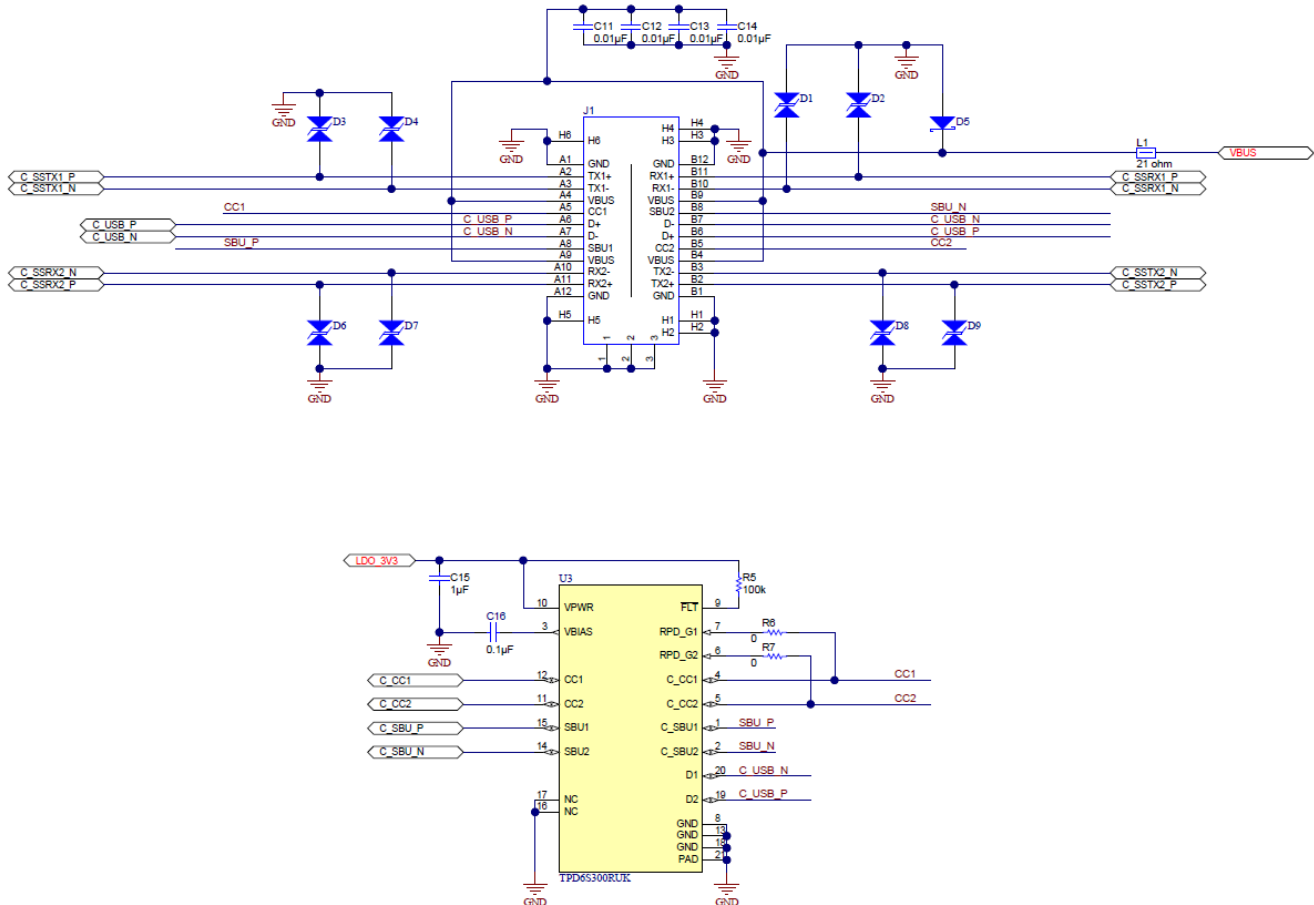 C11 C12 C13 C14
0.01µF 0.01µF 0.01µF 0.01µF
GND
GND
D1 D2
D3 D4
GND
J1
D5
H6 H6
H4 H4
H3 H3
GND
GND
L1
21 ohm
VBUS
A1 GND GND B12
C_SSTX1_P A2 TX1+ RX1+ B11 C_SSRX1_P
C_SSTX1_N A3 TX1- RX1- B10 C_SSRX1_N
A4 VBUS VBUS B9
CC1 A5 CC1 SBU2 B8 SBU_N
C_USB_P C_USB_P A6 D+ D- B7 C_USB_N
C_USB_N C_USB_N A7 D- D+ B6 C_USB_P
SBU_P A8 SBU1 CC2 B5 CC2
A9 VBUS VBUS B4
C_SSRX2_N A10 RX2- TX2- B3 C_SSTX2_N
C_SSRX2_P A11 RX2+ TX2+ B2 C_SSTX2_P
A12 GND GND B1
H5 H5 H1 H1
H2 H2
D6 D7
D8 D9
1 2 3
1 2 3
GND
GND
GND
GND
LDO_3V3
C15
1µF
U3
R5
100k
10 VPWR FLT 9
C16
0.1µF
3 VBIAS RPD_G1 7 R6
0
GND
RPD_G2 6 R7
0
C_CC1 12 CC1 C_CC1 4 CC1
C_CC2 11 CC2 C_CC2 5 CC2
C_SBU_P 15 SBU1 C_SBU1 1 SBU_P
C_SBU_N 14 SBU2 C_SBU2 2 SBU_N
D1 20 C_USB_N
17 NC D2 19 C_USB_P
16 NC
GND 8
GND 13
GND 18
PAD 21
TPD6S300RUK
GND
GND